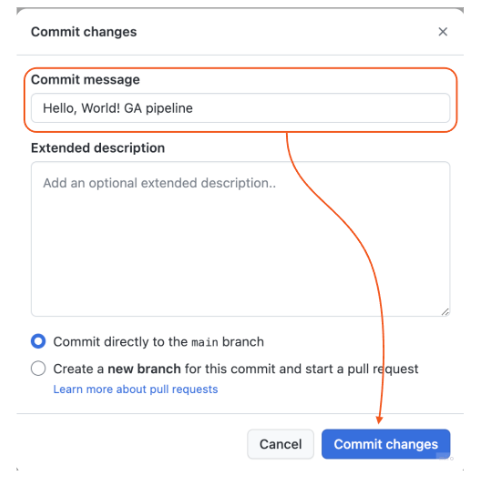 Commit changes
Commit message
Hello, World! GA pipeline
Extended description
Add an optional extended description..
Commit directly to the main branch
Create a new branch for this commit and start a pull request
Learn more about pull requests
Cancel
Commit changes